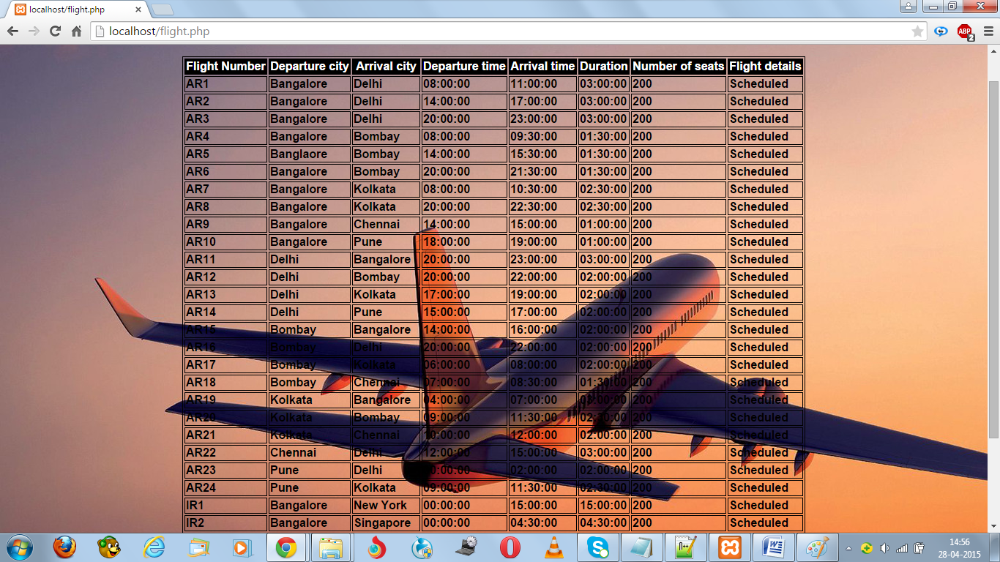 localhost/flight.php
localhost/flight.php
ABP
2
Flight Number Departure city Arrival city Departure time Arrival time Duration Number of seats Flight details
AR1 Bangalore Delhi 08:00:00 11:00:00 03:00:00 200 Scheduled
AR2 Bangalore Delhi 14:00:00 17:00:00 03:00:00 200 Scheduled
AR3 Bangalore Delhi 20:00:00 23:00:00 03:00:00 200 Scheduled
AR4 Bangalore Bombay 08:00:00 09:30:00 01:30:00 200 Scheduled
AR5 Banglaore Bombay 14:00:00 15:30:00 01:30:00 200 Scheduled
AR6 Bangalore Bombay 20:00:00 21:30:00 01:30:00 200 Scheduled
AR7 Bangalore Kolkata 08:00:00 10:30:00 02:30:00 200 Scheduled
AR8 Bangalore Kolkata 20:00:00 22:30:00 02:30:00 200 Scheduled
AR9 Bangalore Chennai 14:00:00 15:00:00 01:00:00 200 Scheduled
AR10 Bangalore Pune 18:00:00 19:00:00 01:00:00 200 Scheduled
AR11 Delhi Bangalore 20:00:00 23:00:00 03:00:00 200 Scheduled
AR12 Delhi Bombay 20:00:00 22:00:00 02:00:00 200 Scheduled
AR13 Delhi Kolkata 17:00:00 19:00:00 02:00:00 200 Scheduled
AR14 Delhi Pune 15:00:00 17:00:00 02:00:00 200 Scheduled
AR15 Bombay Bangalore 14:00:00 16:00:00 02:00:00 200 Scheduled
AR16 Bombay Delhi 20:00:00 22:00:00 02:00:00 200 Scheduled
AR17 Bombay Kolkata 06:00:00 08:00:00 02:00:00 200 Scheduled
AR18 Bombay Chennai 07:00:00 08:30:00 01:30:00 200 Scheduled
AR19 Kolkata Bangalore 04:00:00 07:00:00 03:00:00 200 Scheduled
AR20 Kolkata Bombay 09:00:00 11:30:00 02:30:00 200 Scheduled
AR21 Kolkata Chennai 10:00:00 12:00:00 02:00:00 200 Scheduled
AR22 Chennai Delhi 12:00:00 15:00:00 03:00:00 200 Scheduled
AR23 Pune Delhi 02:00:00 02:00:00 200 Scheduled
AR24 Pune Kolkata 09:00:00 11:30:00 02:30:00 200 Scheduled
IR1 Bangalore New York 00:00:00 15:00:00 15:00:00 200 Scheduled
IR2 Bangalore Singapore 00:00:00 04:30:00 04:30:00 200 Scheduled
14:56
28-04-2015